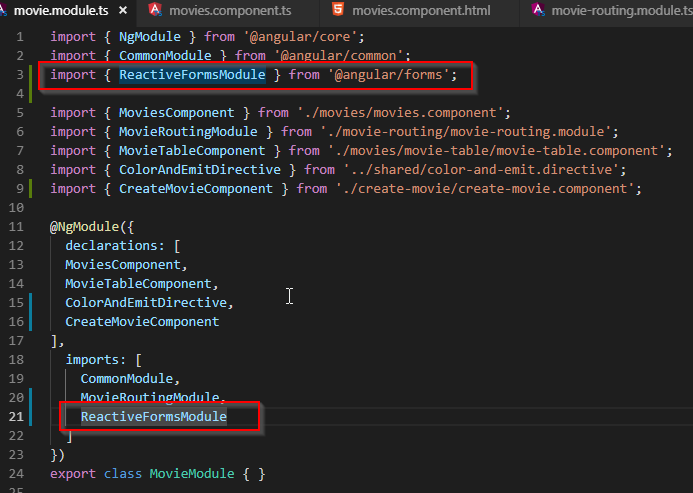 movie.module.ts × movies.component.ts movies.component.html movie-routing.module.ts
1 import { NgModule } from '@angular/core';
2 import { CommonModule } from '@angular/common';
3 import { ReactiveFormsModule } from '@angular/forms';
4
5 import { MoviesComponent } from './movies/movies.component';
6 import { MovieRoutingModule } from './movie-routing/movie-routing.module';
7 import { MovieTableComponent } from './movies/movie-table/movie-table.component';
8 import { ColorAndEmitDirective } from '../shared/color-and-emit.directive';
9 import { CreateMovieComponent } from './create-movie/create-movie.component';
10
11 @NgModule({
12 declarations: [
13 MoviesComponent,
14 MovieTableComponent,
15 ColorAndEmitDirective,
16 CreateMovieComponent
17 ],
18 imports: [
19 CommonModule,
20 MovieRoutingModule,
21 ReactiveFormsModule
22 ]
23 })
24 export class MovieModule { }
25